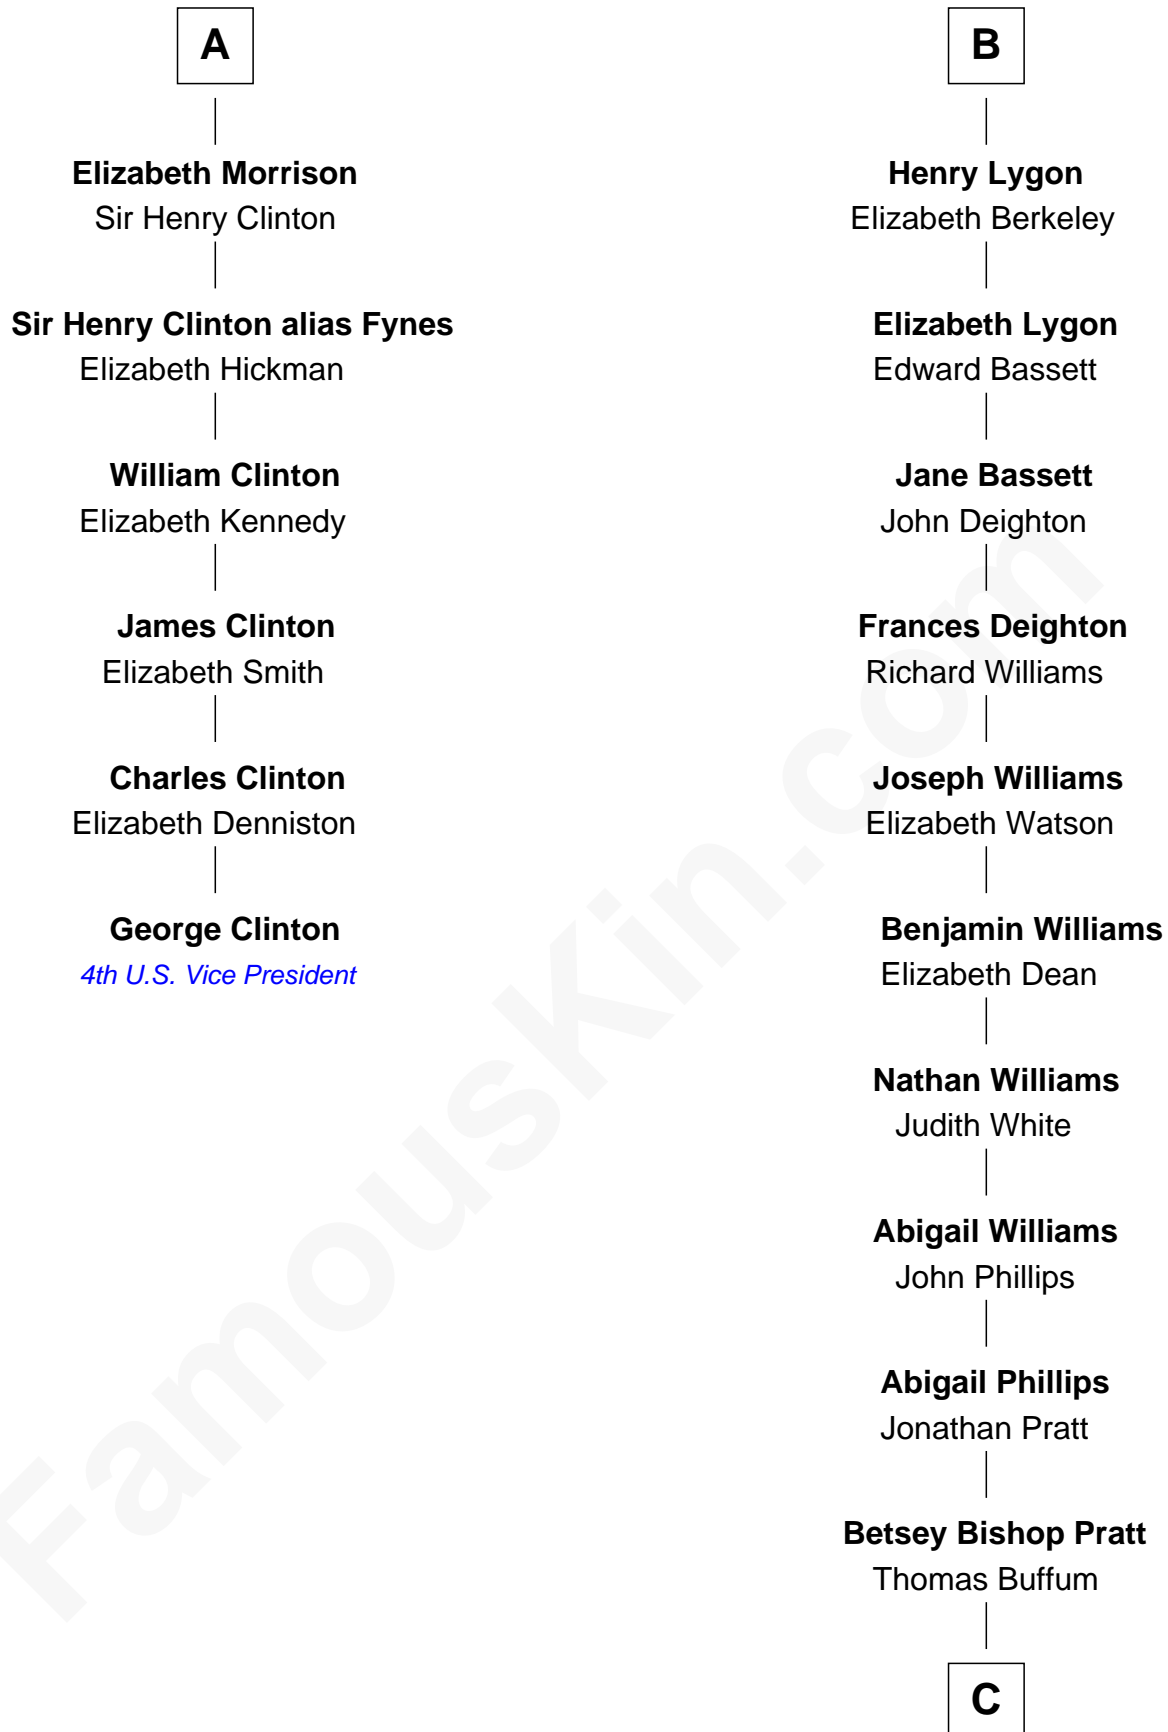 A
Elizabeth Morrison
Sir Henry Clinton
Sir Henry Clinton alias Fynes
Elizabeth Hickman
William Clinton
Elizabeth Kennedy
James Clinton
Elizabeth Smith
Charles Clinton
Elizabeth Denniston
George Clinton
4th U.S. Vice President
B
Henry Lygon
Elizabeth Berkeley
Elizabeth Lygon
Edward Bassett
Jane Bassett
John Deighton
Frances Deighton
Richard Williams
Joseph Williams
Elizabeth Watson
Benjamin Williams
Elizabeth Dean
Nathan Williams
Judith White
Abigail Williams
John Phillips
Abigail Phillips
Jonathan Pratt
Betsey Bishop Pratt
Thomas Buffum
C
FamousKin.com